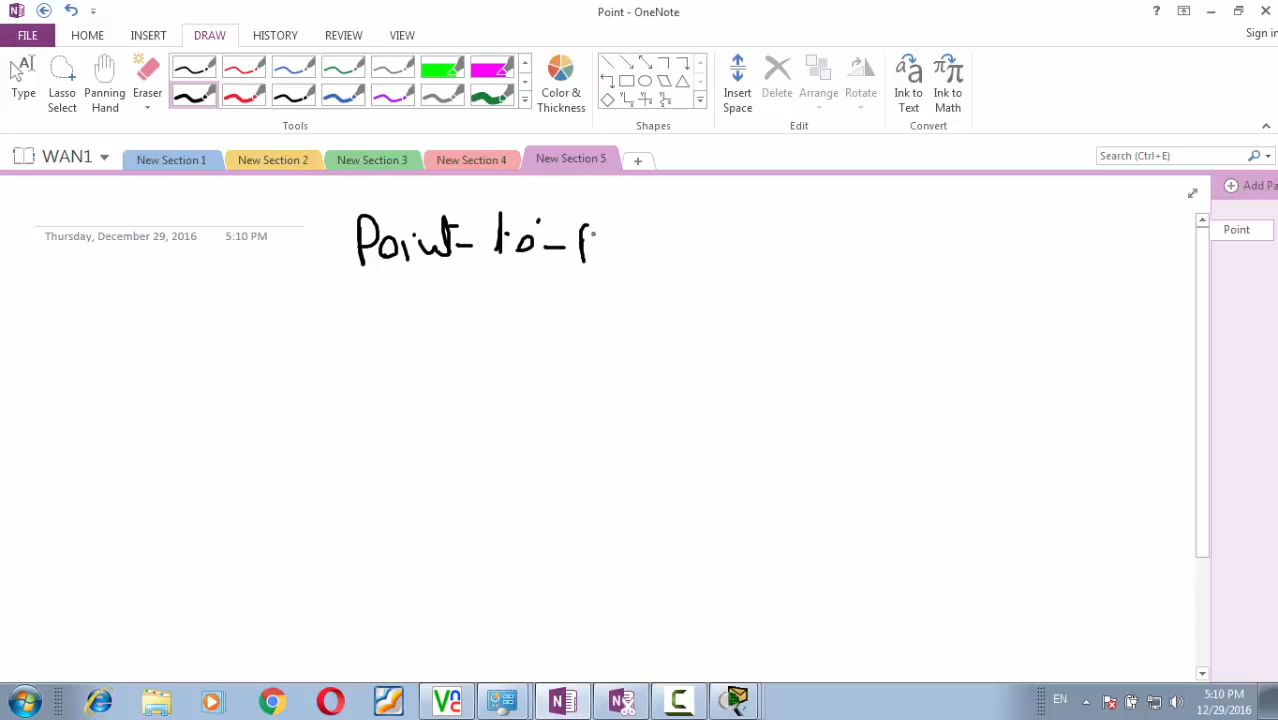 Point - OneNote
?
FILE HOME INSERT DRAW HISTORY REVIEW VIEW Sign in
Type Lasso Select Panning Hand Eraser Color & Thickness Insert Space Delete Arrange Rotate Ink to Text Ink to Math
Tools Shapes Edit Convert
WAN1 New Section 1 New Section 2 New Section 3 New Section 4 New Section 5 Search (Ctrl+E)
Add Pa
Thursday, December 29, 2016 5:10 PM Point-to-P Point
EN 5:10 PM
12/29/2016